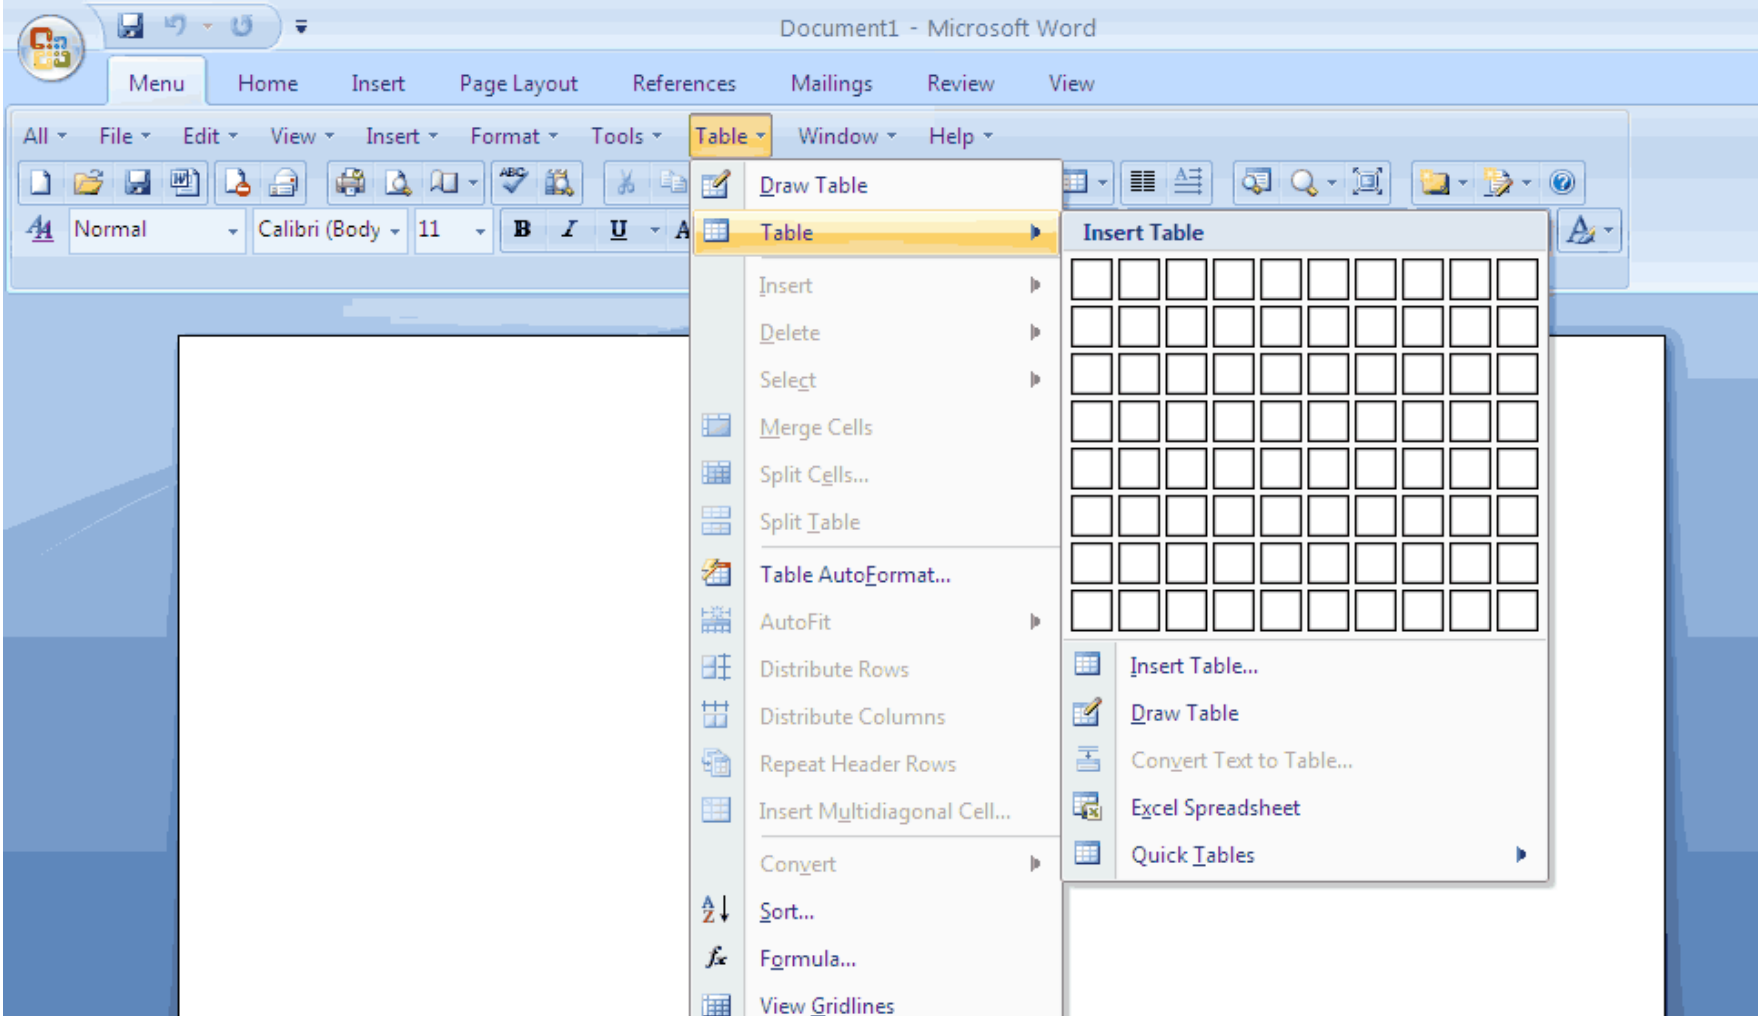 Document1 - Microsoft Word
Menu Home Insert Page Layout References Mailings Review View
All File Edit View Insert Format Tools Table Window Help
ABC
Normal Calibri (Body 11 B I U A A
Draw Table
Table
Insert
Delete
Select
Merge Cells
Split Cells...
Split Table
Table AutoFormat...
AutoFit
Distribute Rows
Distribute Columns
Repeat Header Rows
Insert Multidiagonal Cell...
Convert
Sort...
Formula...
View Gridlines
Insert Table
Insert Table...
Draw Table
Convert Text to Table...
Excel Spreadsheet
Quick Tables